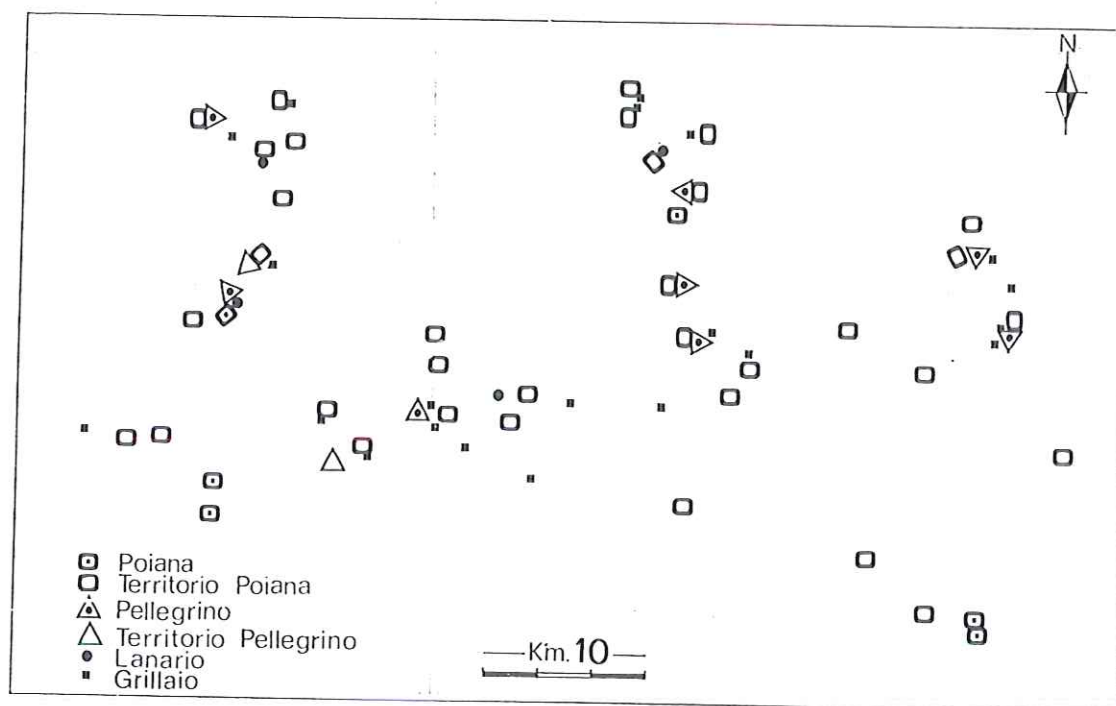 N
Poiana
Territorio Poiana
Pellegrino
Territorio Pellegrino
Lanario
Grillaio
Km. 10